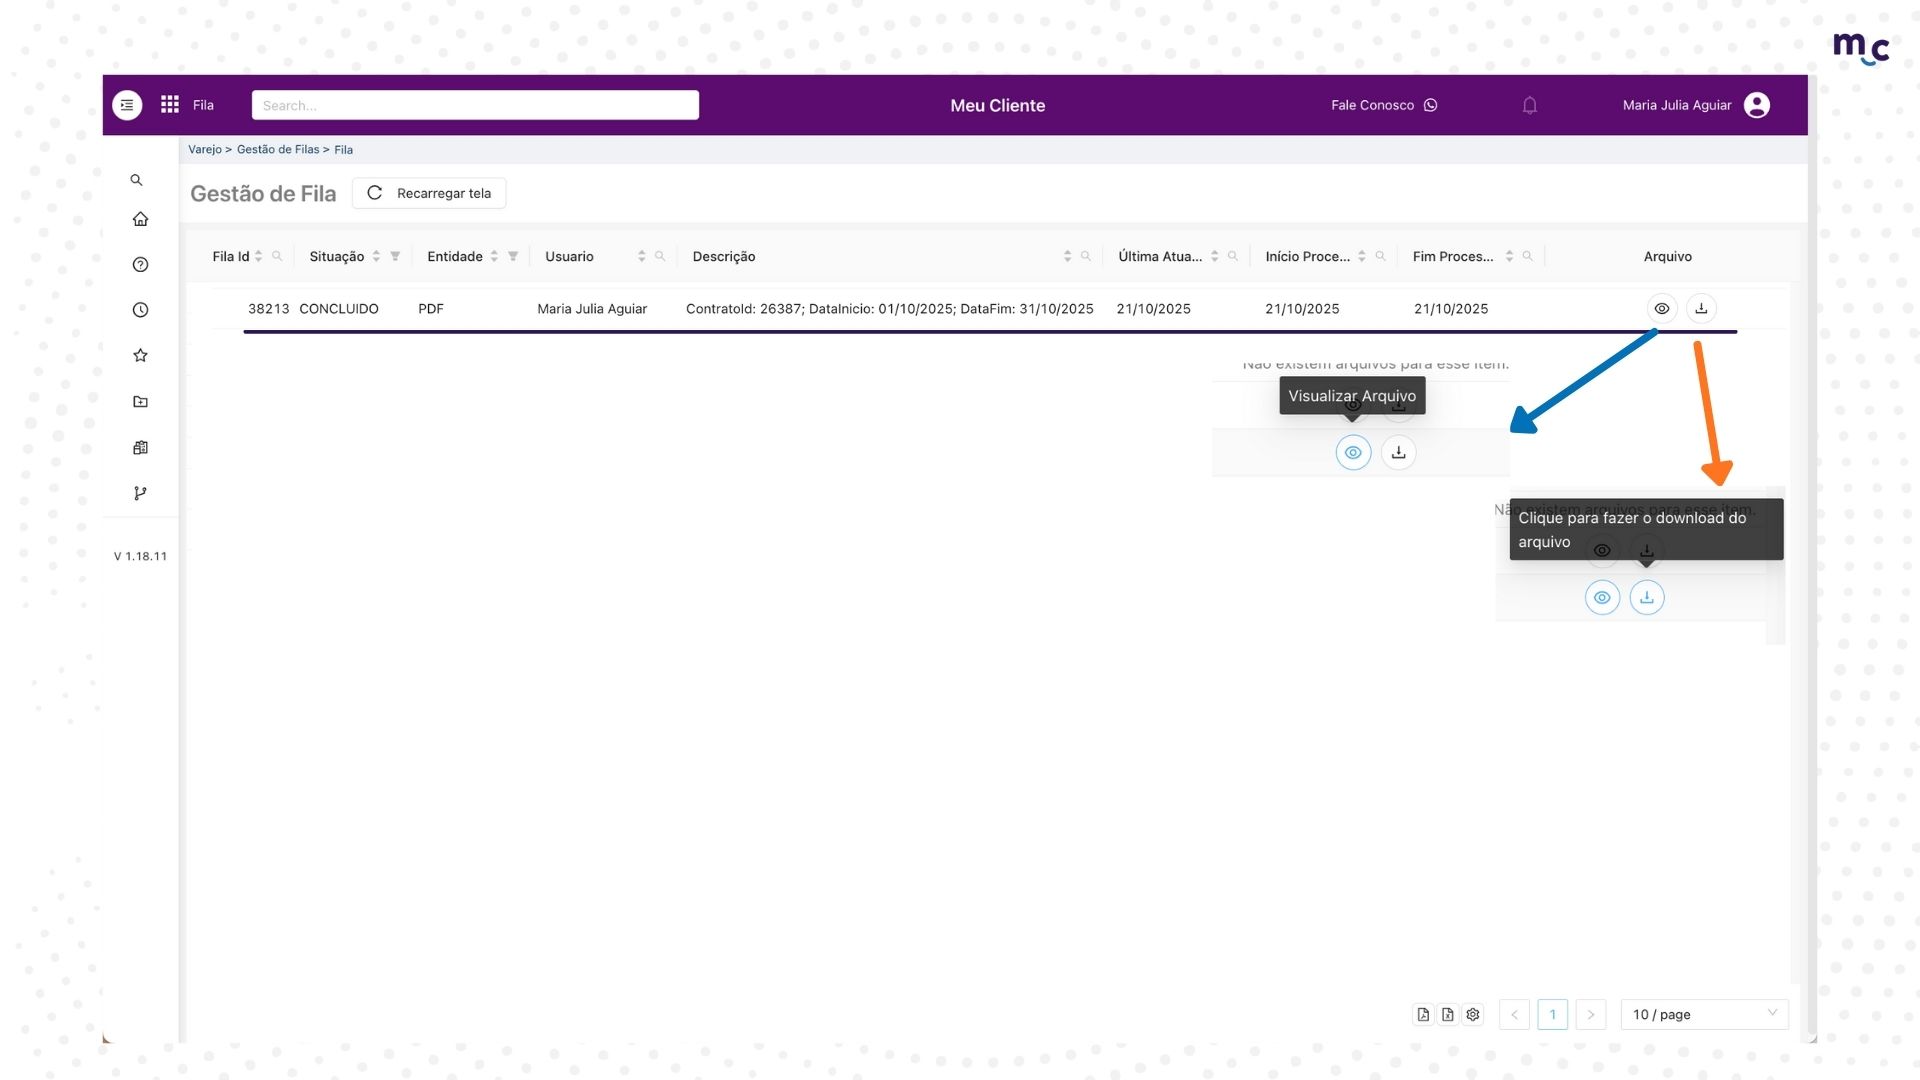 mc
Fila
Search...
Meu Cliente
Fale Conosco
Maria Julia Aguiar
Varejo > Gestão de Filas > Fila
Gestão de Fila
Recarregar tela
Fila Id
Situação
Entidade
Usuario
Descrição
Última Atua...
Início Proce...
Fim Proces...
Arquivo
38213 CONCLUIDO PDF Maria Julia Aguiar ContratoId: 26387; DataInicio: 01/10/2025; DataFim: 31/10/2025 21/10/2025 21/10/2025 21/10/2025
Não existem arquivos para esse item.
Visualizar Arquivo
Não existem arquivos para esse item.
Clique para fazer o download do
arquivo
V 1.18.11
1
10 / page